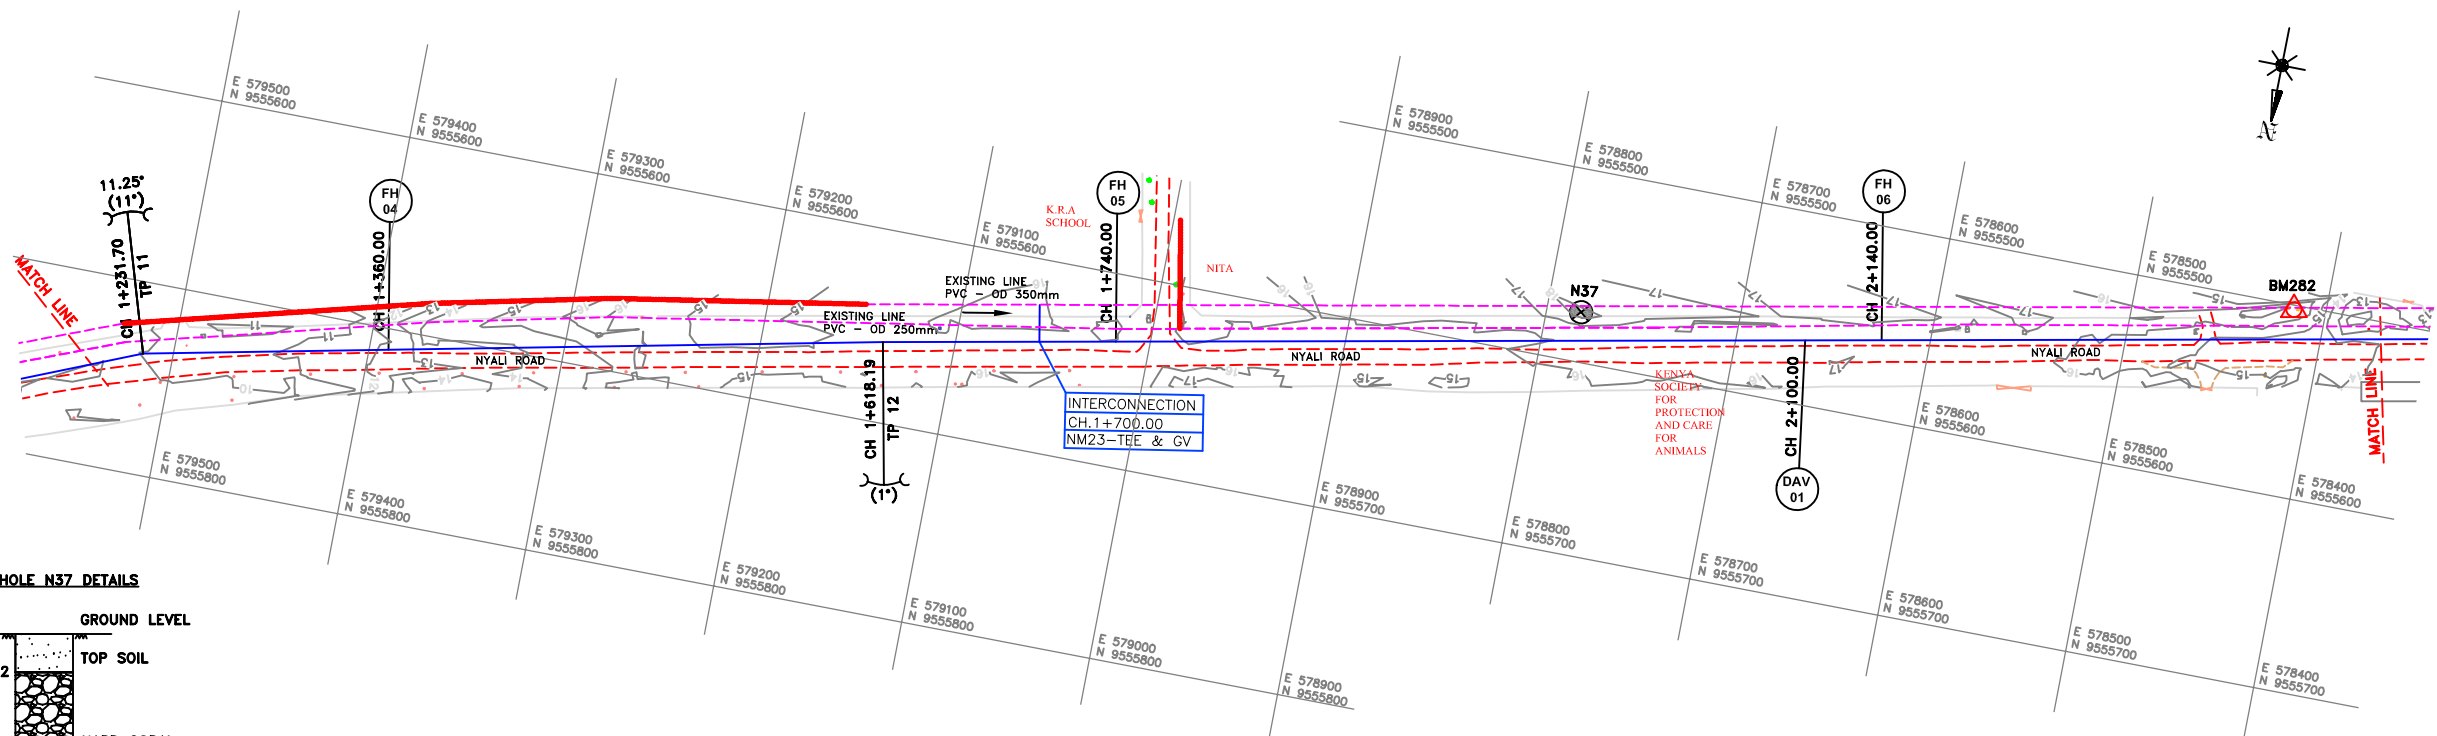 E 579500
N 9555600
E 579400
N 9555600
E 579300
N 9555600
E 579200
N 9555600
E 579100
N 9555600
E 578900
N 9555500
E 578800
N 9555500
E 578700
N 9555500
E 578600
N 9555500
E 578500
N 9555500
11.25°
(11°)
CH 1+231.70
TP 11
MATCH LINE
FH
04
CH 1+360.00
K.R.A
SCHOOL
FH
05
CH 1+740.00
NITA
EXISTING LINE
PVC - OD 350mm
EXISTING LINE
PVC - OD 250mm
N37
FH
06
CH 2+140.00
BM282
NYALI ROAD
NYALI ROAD
NYALI ROAD
CH 1+618.19
TP 12
(1°)
INTERCONNECTION
CH.1+700.00
NM23-TEE & GV
KENYA
SOCIETY
FOR
PROTECTION
AND CARE
FOR
ANIMALS
CH 2+100.00
DAV
01
MATCH LINE
E 579500
N 9555800
E 579400
N 9555800
E 579300
N 9555800
E 579200
N 9555800
E 579100
N 9555800
E 579000
N 9555800
E 578900
N 9555800
E 578900
N 9555700
E 578800
N 9555700
E 578700
N 9555700
E 578600
N 9555700
E 578500
N 9555700
E 578400
N 9555700
E 578600
N 9555600
E 578500
N 9555600
E 578400
N 9555600
HOLE N37 DETAILS
GROUND LEVEL
TOP SOIL
2